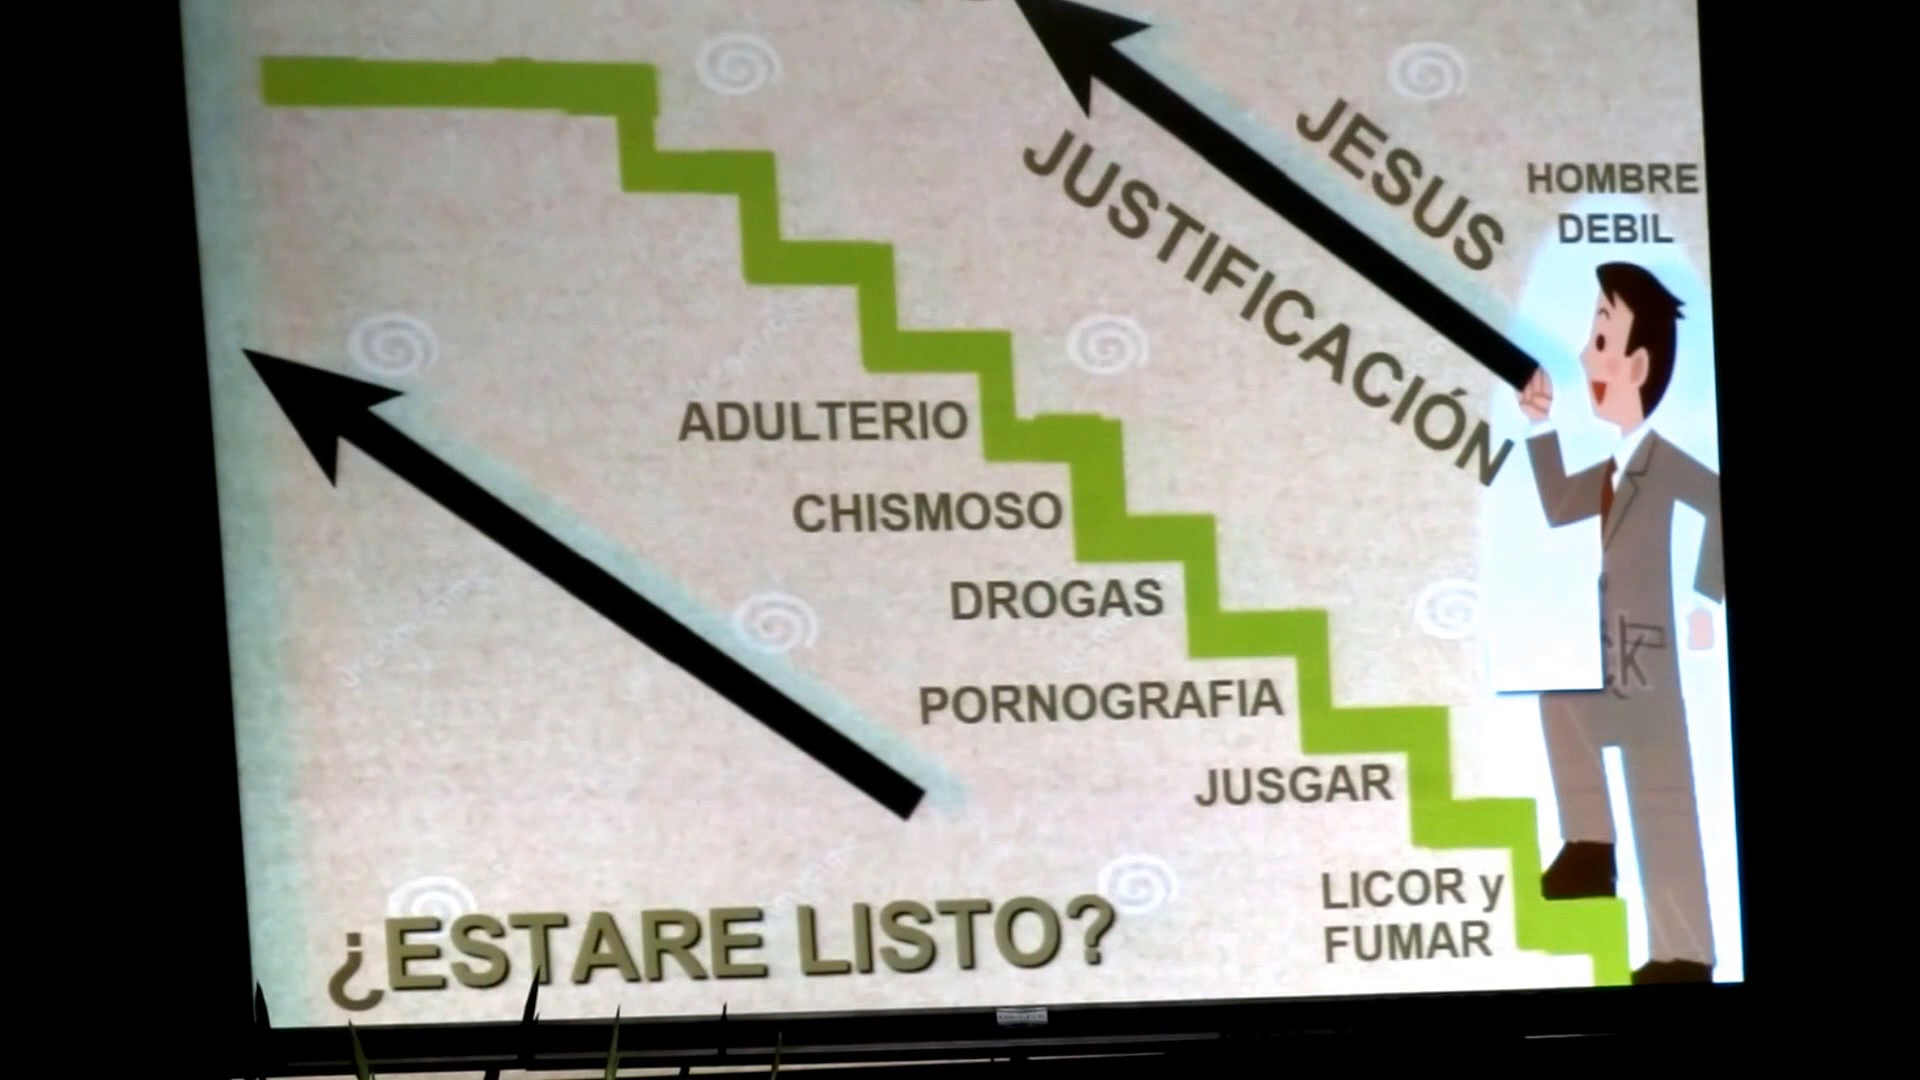 JESUS
JUSTIFICACIÓN
HOMBRE
DEBIL
ADULTERIO
CHISMOSO
DROGAS
PORNOGRAFIA
JUSGAR
LICOR y
FUMAR
¿ESTARE LISTO?